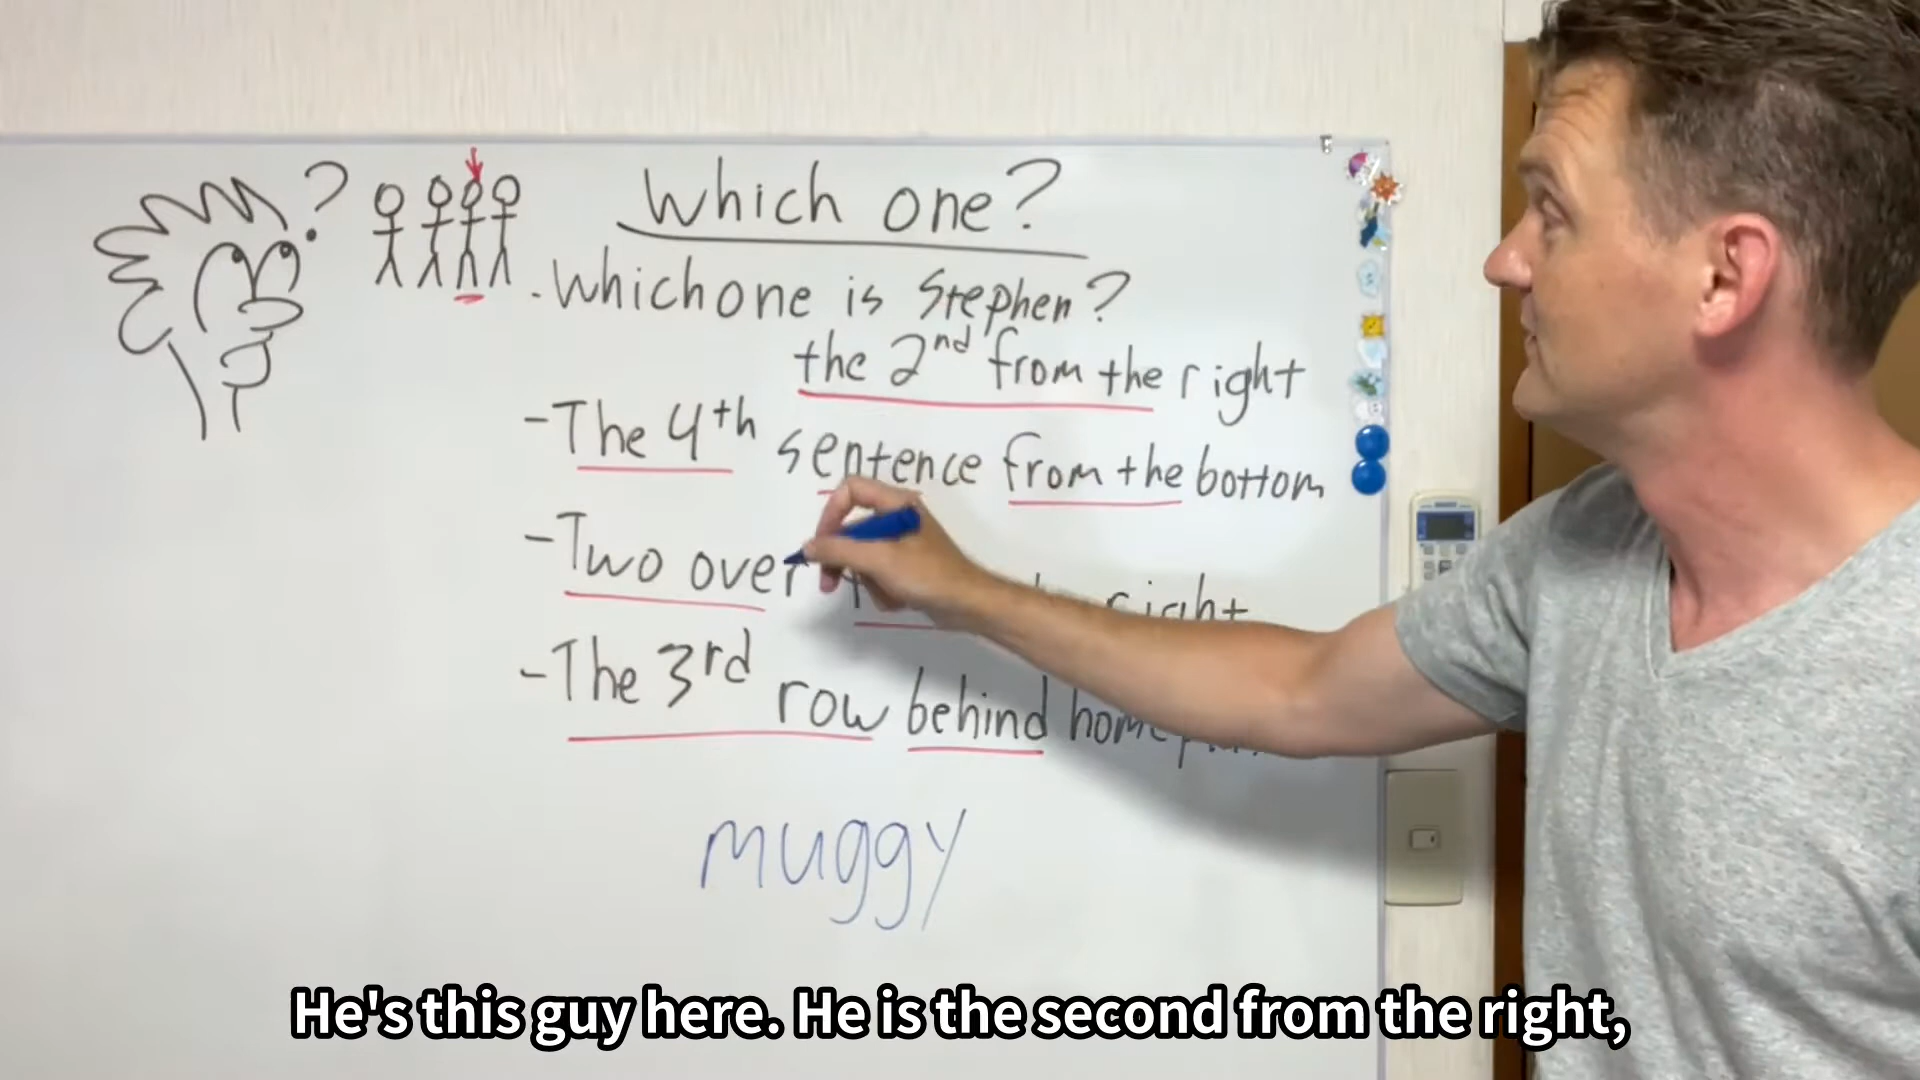 ?
Which one?
. Which one is Stephen?
the 2nd from the right
- The 4th sentence from the bottom
- Two over right
- The 3rd row behind
muggy
He's this guy here. He is the second from the right,